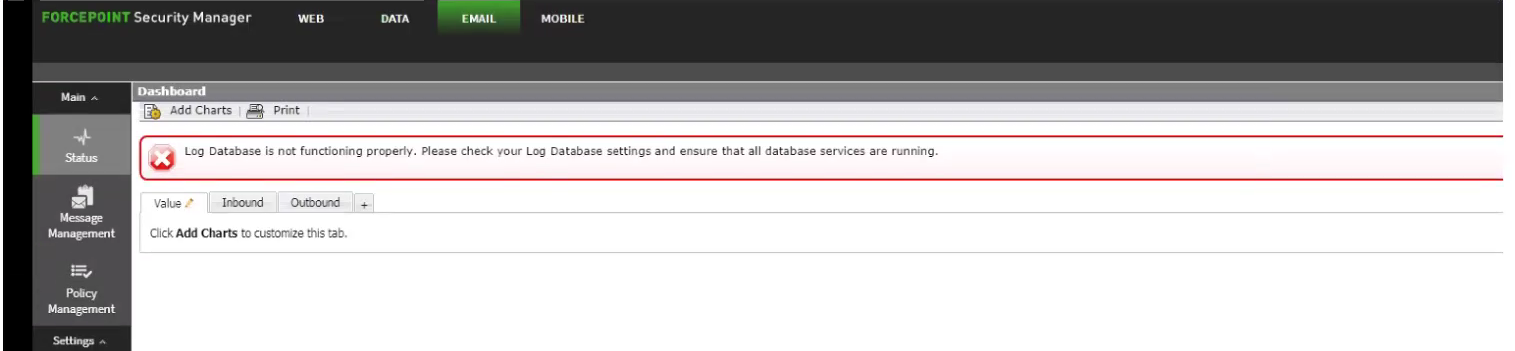 FORCEPOINT Security Manager WEB DATA EMAIL MOBILE
Main
Dashboard
Add Charts | Print |
Status
Log Database is not functioning properly. Please check your Log Database settings and ensure that all database services are running.
Value Inbound Outbound +
Click Add Charts to customize this tab.
Message
Management
Policy
Management
Settings